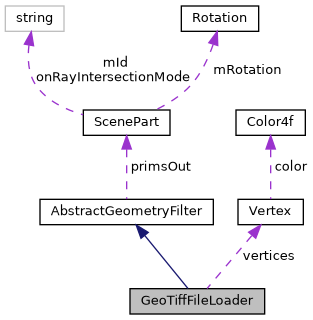 string
Rotation
mId
onRayIntersectionMode
mRotation
ScenePart
Color4f
primsOut
color
AbstractGeometryFilter
Vertex
vertices
GeoTiffFileLoader